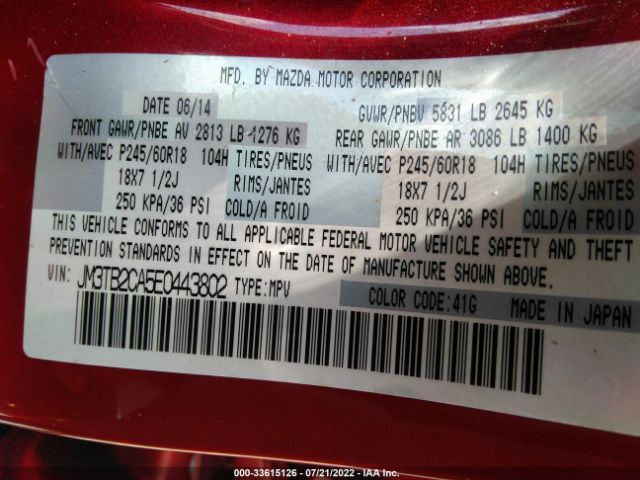 MFD. BY MAZDA MOTOR CORPORATION
DATE 06/14 GVWR/PNBV 5831 LB 2645 KG
FRONT GAWR/PNBE AV 2813 LB 1276 KG REAR GAWR/PNBE AR 3086 LB 1400 KG
WITH/AVEC P245/60R18 104H TIRES/PNEUS WITH/AVEC P245/60R18 104H TIRES/PNEUS
18X7 1/2J RIMS/JANTES 18X7 1/2J RIMS/JANTES
250 KPA/36 PSI COLD/A FROID 250 KPA/36 PSI COLD/A FROID
THIS VEHICLE CONFORMS TO ALL APPLICABLE FEDERAL MOTOR VEHICLE SAFETY AND THEFT
PREVENTION STANDARDS IN EFFECT ON THE DATE OF MANUFACTURE SHOWN ABOVE.
VIN: JM3TB2CA5E0443802 TYPE:MPV COLOR CODE:41G MADE IN JAPAN
000-33615126 - 07/21/2022 - IAA Inc.